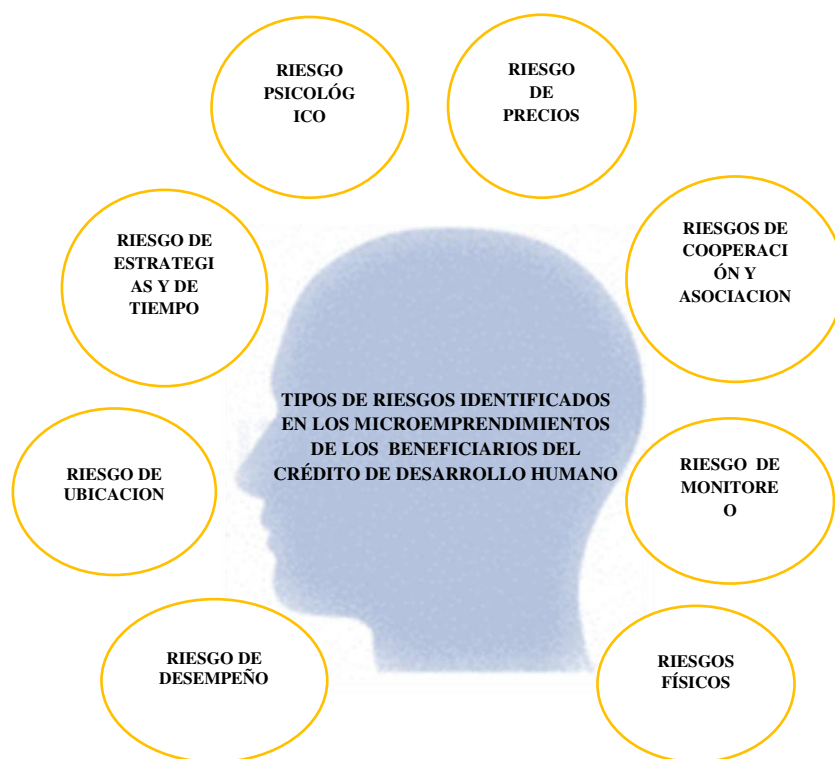 RIESGO
PSICOLÓG
ICO
RIESGO
DE
PRECIOS
RIESGO DE
ESTRATEGI
AS Y DE
TIEMPO
RIESGOS DE
COOPERACI
ÓN Y
ASOCIACION
TIPOS DE RIESGOS IDENTIFICADOS
EN LOS MICROEMPRENDIMIENTOS
DE LOS BENEFICIARIOS DEL
CRÉDITO DE DESARROLLO HUMANO
RIESGO DE
UBICACION
RIESGO DE
MONITORE
O
RIESGO DE
DESEMPEÑO
RIESGOS
FÍSICOS